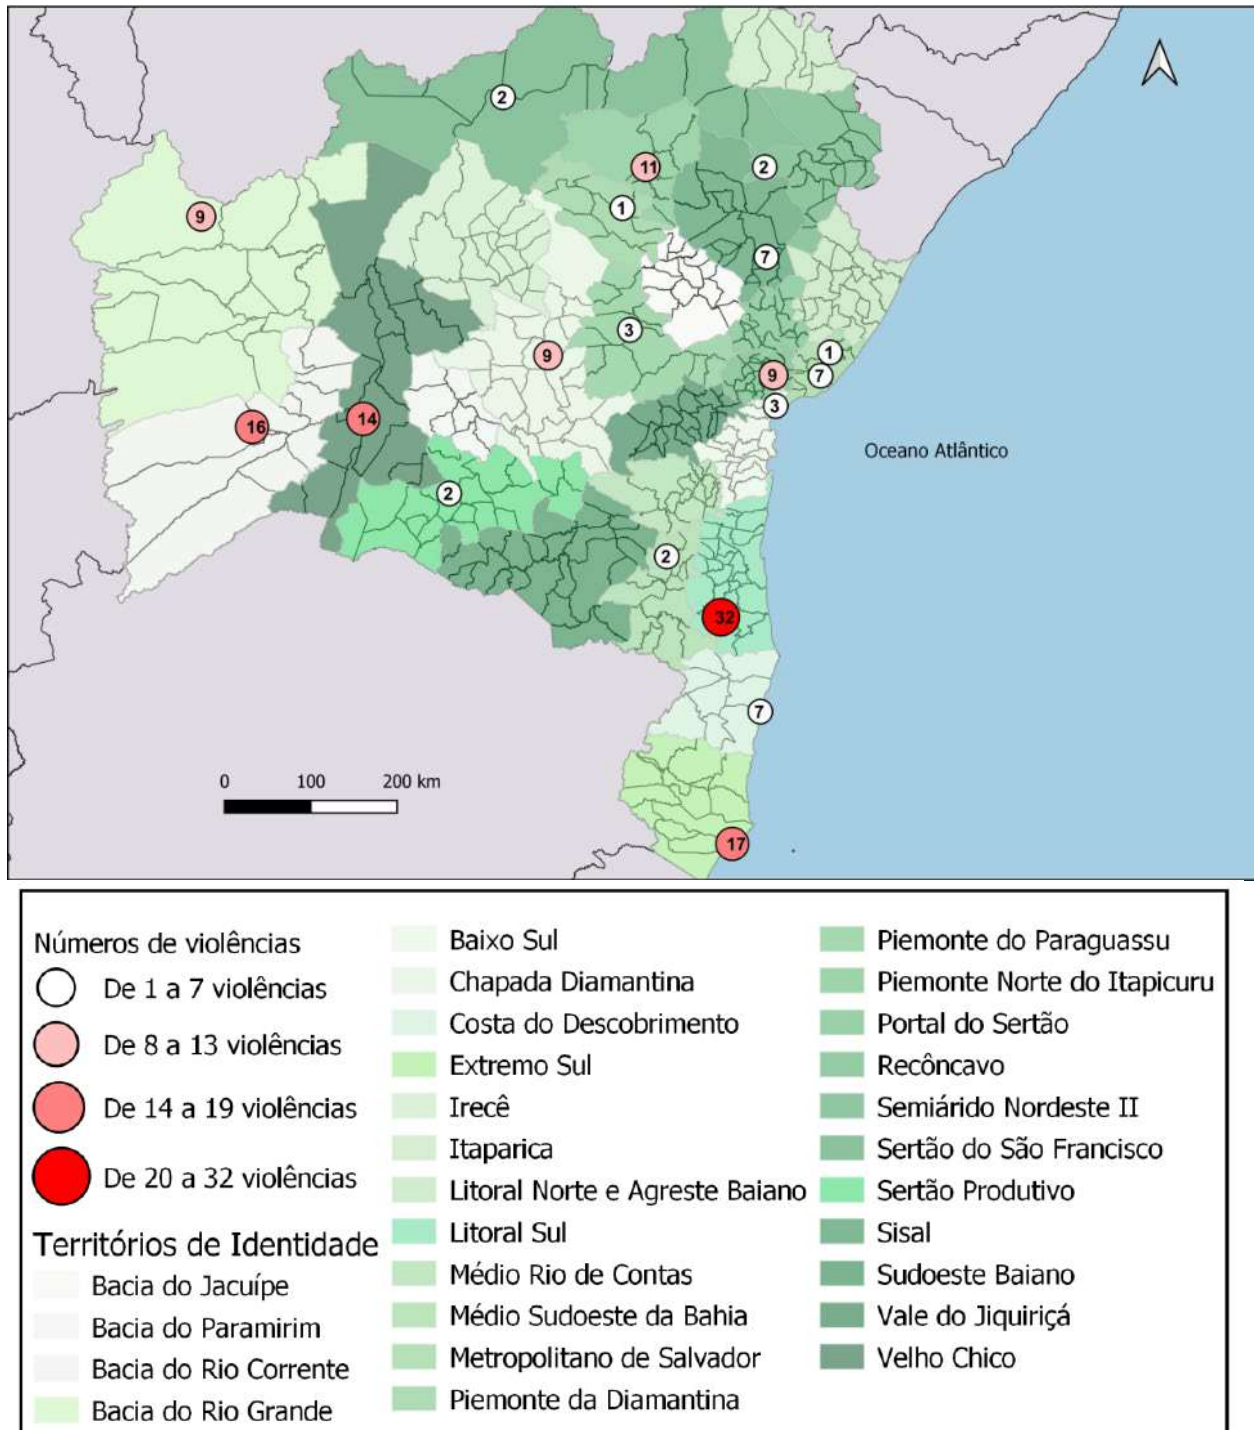 2
11
2
1
9
7
3
9
1
7
9
3
14
16
Oceano Atlântico
2
2
32
7
0 100 200 km
17
Números de violências
De 1 a 7 violências
De 8 a 13 violências
De 14 a 19 violências
De 20 a 32 violências
Territórios de Identidade
Bacia do Jacuípe
Bacia do Paramirim
Bacia do Rio Corrente
Bacia do Rio Grande
Baixo Sul
Chapada Diamantina
Costa do Descobrimento
Extremo Sul
Irecê
Itaparica
Litoral Norte e Agreste Baiano
Litoral Sul
Médio Rio de Contas
Médio Sudoeste da Bahia
Metropolitano de Salvador
Piemonte da Diamantina
Piemonte do Paraguassu
Piemonte Norte do Itapicuru
Portal do Sertão
Recôncavo
Semiárido Nordeste II
Sertão do São Francisco
Sertão Produtivo
Sisal
Sudoeste Baiano
Vale do Jiquiriçá
Velho Chico